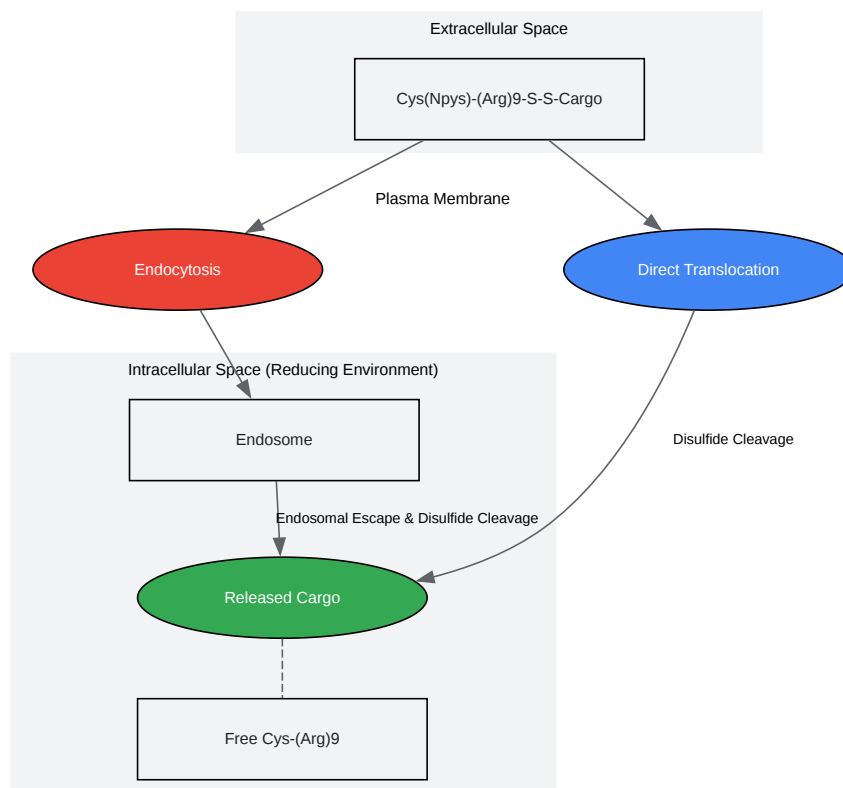 Extracellular Space
Cys(Npys)-(Arg)9-S-S-Cargo
Plasma Membrane
Endocytosis
Direct Translocation
Intracellular Space (Reducing Environment)
Endosome
Disulfide Cleavage
Endosomal Escape & Disulfide Cleavage
Released Cargo
Free Cys-(Arg)9